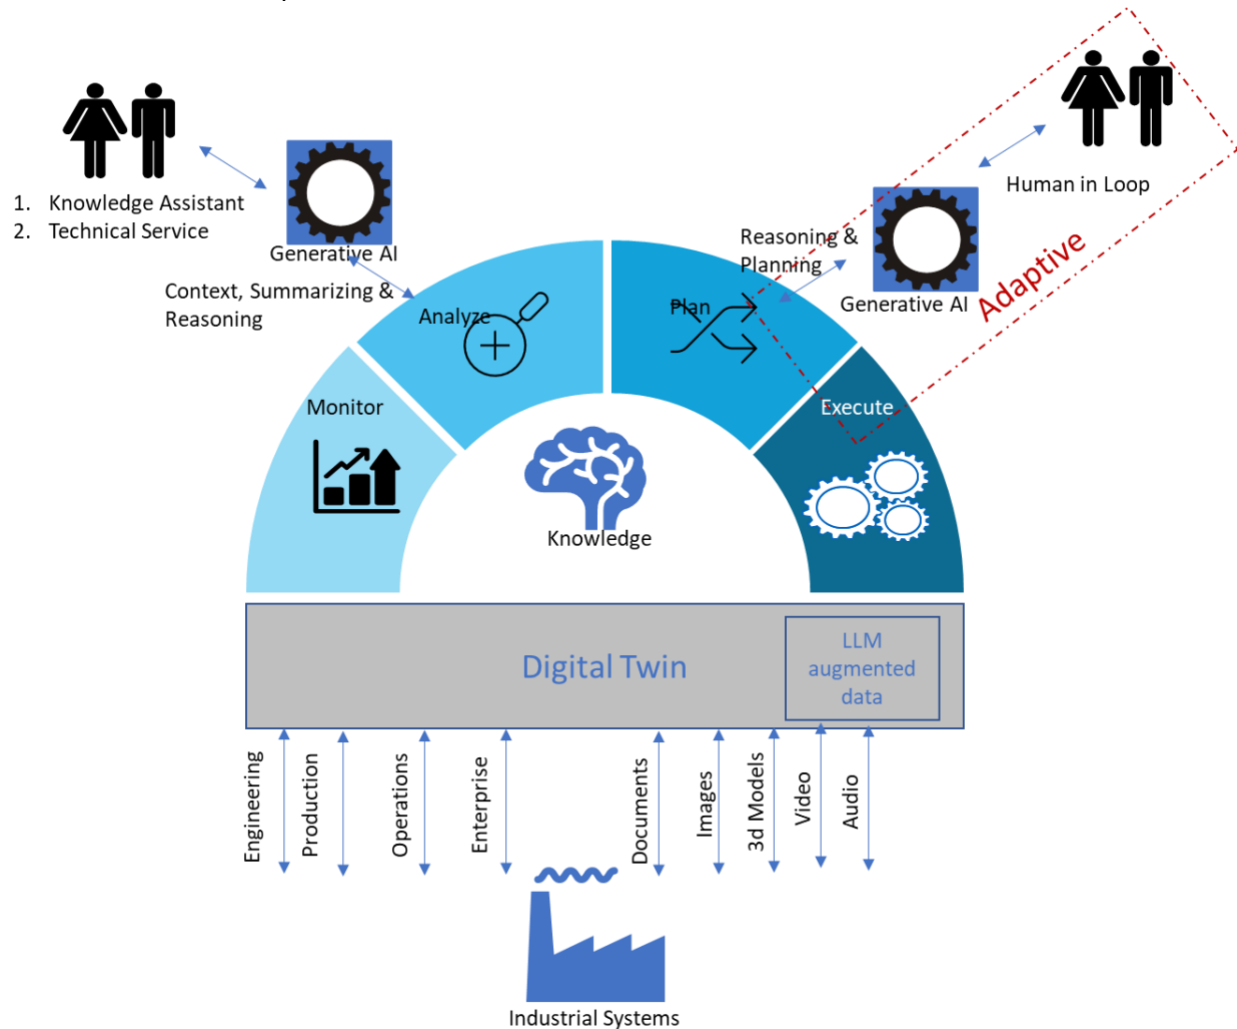 1. Knowledge Assistant
2. Technical Service
Generative AI
Context, Summarizing &
Reasoning
Human in Loop
Reasoning &
Planning
Generative AI
Adaptive
Monitor
Analyze
Plan
Execute
Knowledge
Digital Twin
LLM
augmented
data
Engineering
Production
Operations
Enterprise
Documents
Images
3d Models
Video
Audio
Industrial Systems